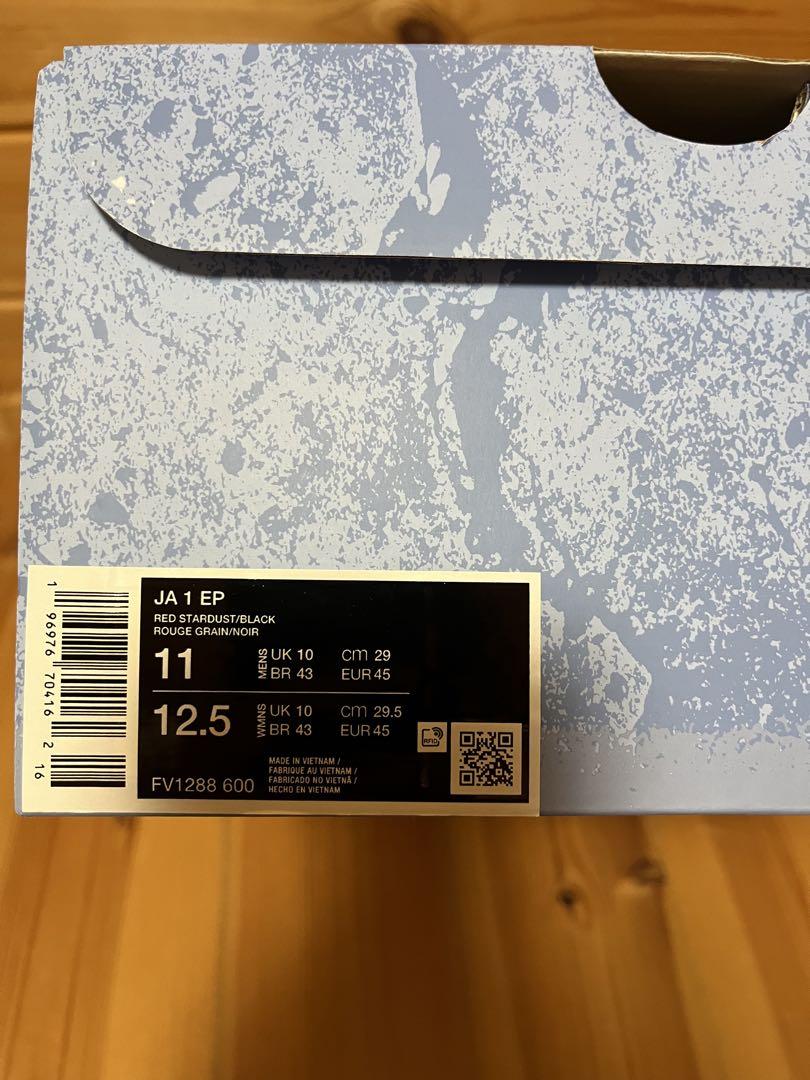 JA 1 EP
RED STARDUST/BLACK
ROUGE GRAIN/NOIR
11 MENS UK 10 cm 29
BR 43 EUR 45
12.5 WMNS UK 10 cm 29.5
BR 43 EUR 45
RFID
FV1288 600
MADE IN VIETNAM /
FABRIQUE AU VIETNAM /
FABRICADO NO VIETNÃ /
HECHO EN VIETNAM
1 96976 70416 2 16